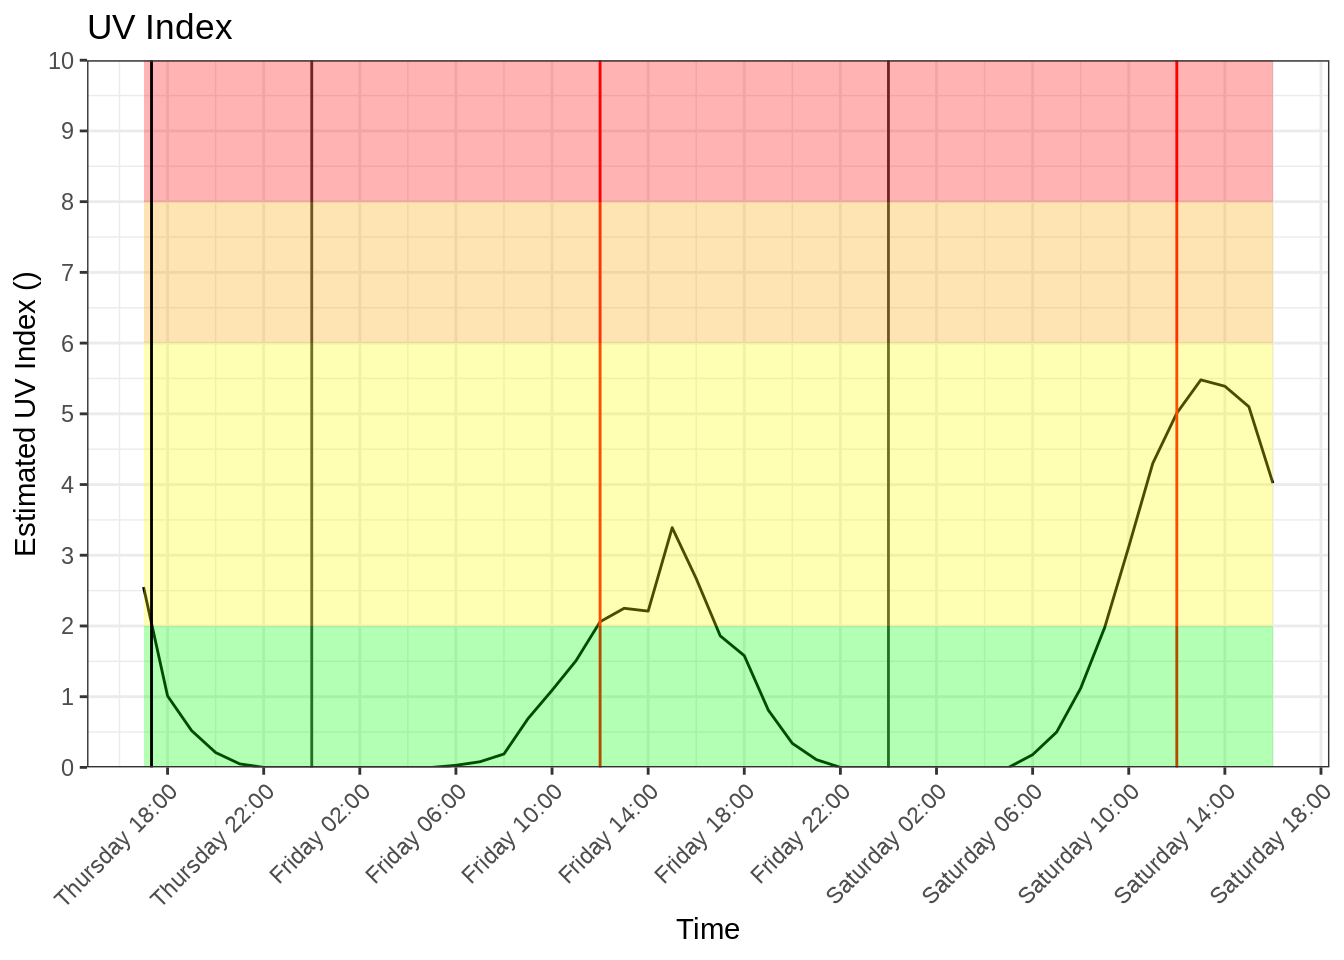 UV Index
10
9
8
7
6
5
4
3
2
1
0
Estimated UV Index ()
Thursday 18:00
Thursday 22:00
Friday 02:00
Friday 06:00
Friday 10:00
Friday 14:00
Friday 18:00
Friday 22:00
Saturday 02:00
Saturday 06:00
Saturday 10:00
Saturday 14:00
Saturday 18:00
Time